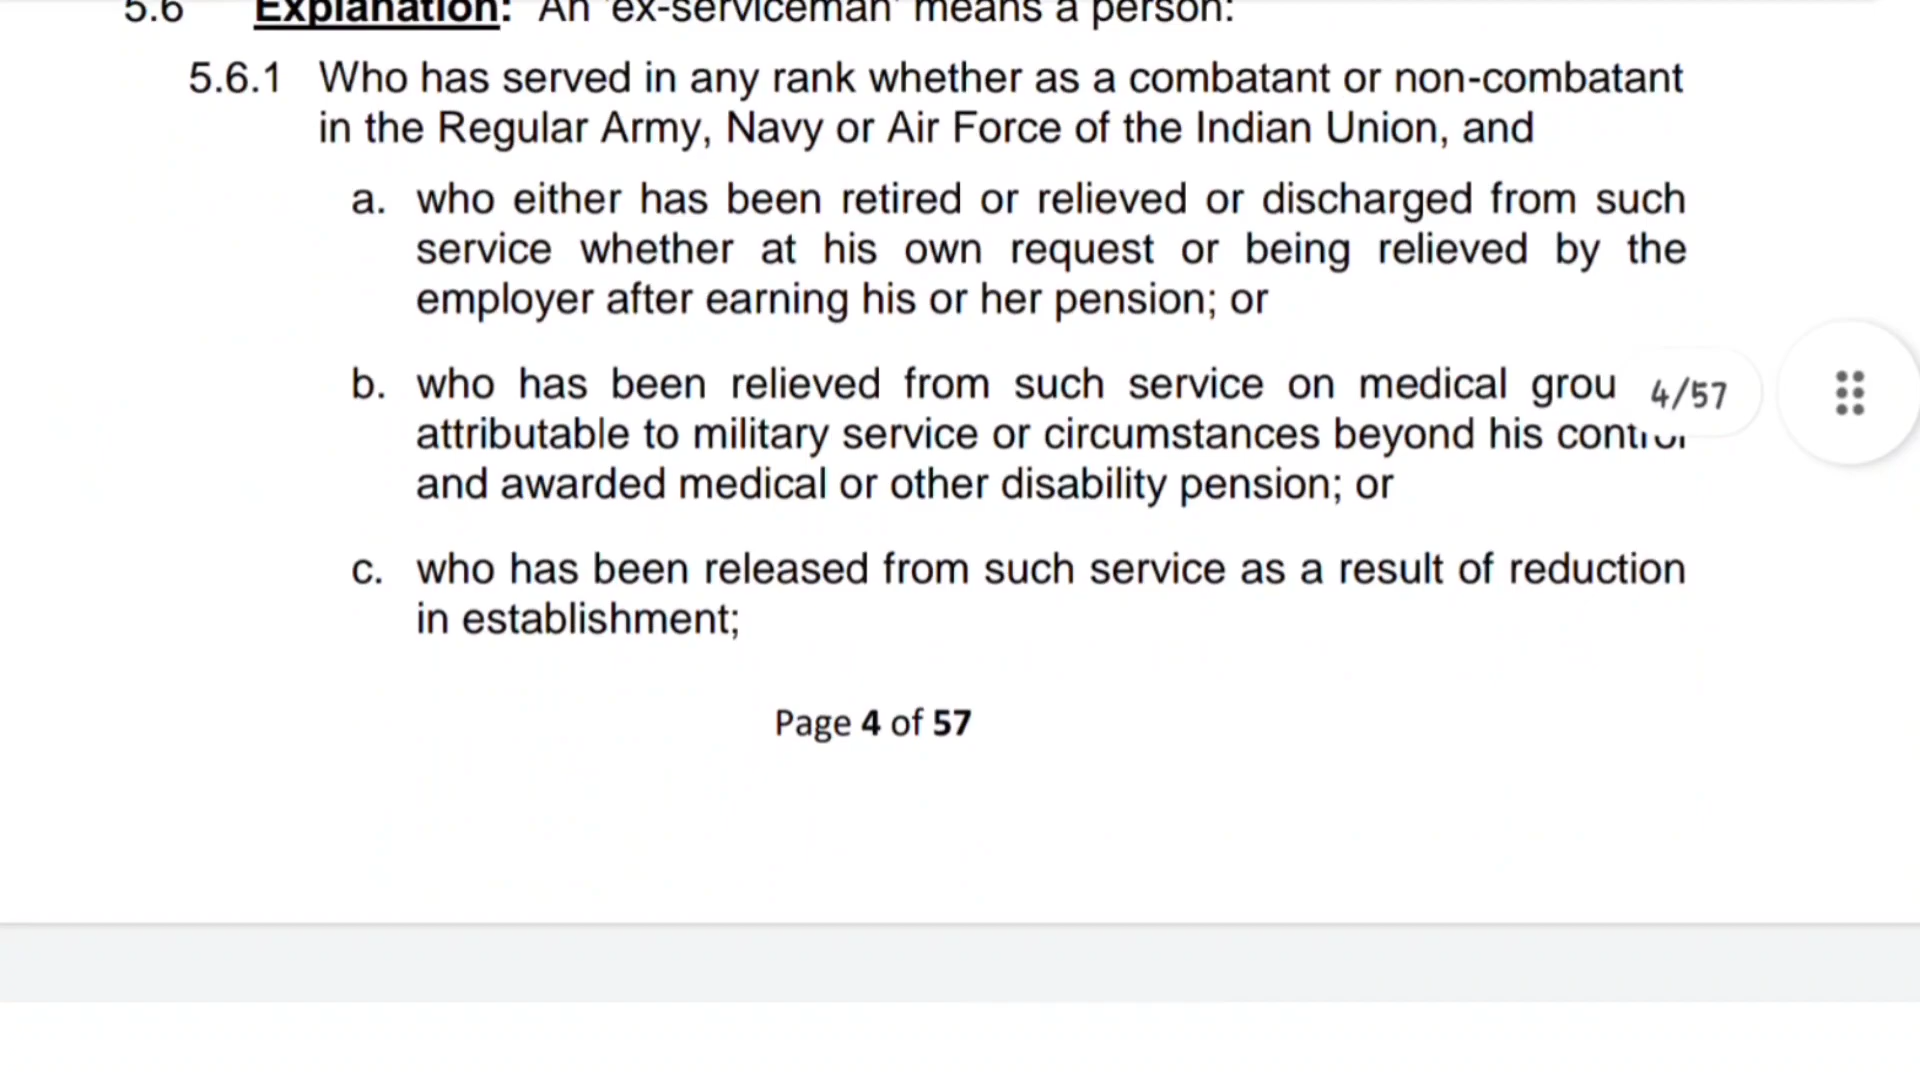 5.6 Explanation: An 'ex-serviceman' means a person:
5.6.1 Who has served in any rank whether as a combatant or non-combatant
in the Regular Army, Navy or Air Force of the Indian Union, and
a. who either has been retired or relieved or discharged from such
service whether at his own request or being relieved by the
employer after earning his or her pension; or
b. who has been relieved from such service on medical grou
4/57
attributable to military service or circumstances beyond his control
and awarded medical or other disability pension; or
c. who has been released from such service as a result of reduction
in establishment;
Page 4 of 57